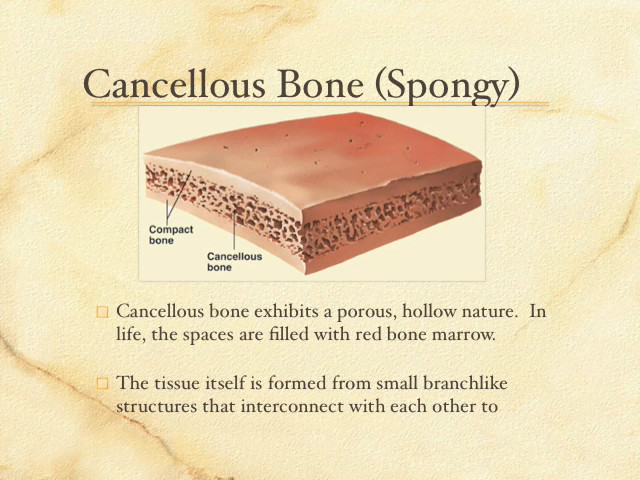 Cancellous Bone (Spongy)
Compact
bone
Cancellous
bone
Cancellous bone exhibits a porous, hollow nature.  In
life, the spaces are filled with red bone marrow.
The tissue itself is formed from small branchlike
structures that interconnect with each other to